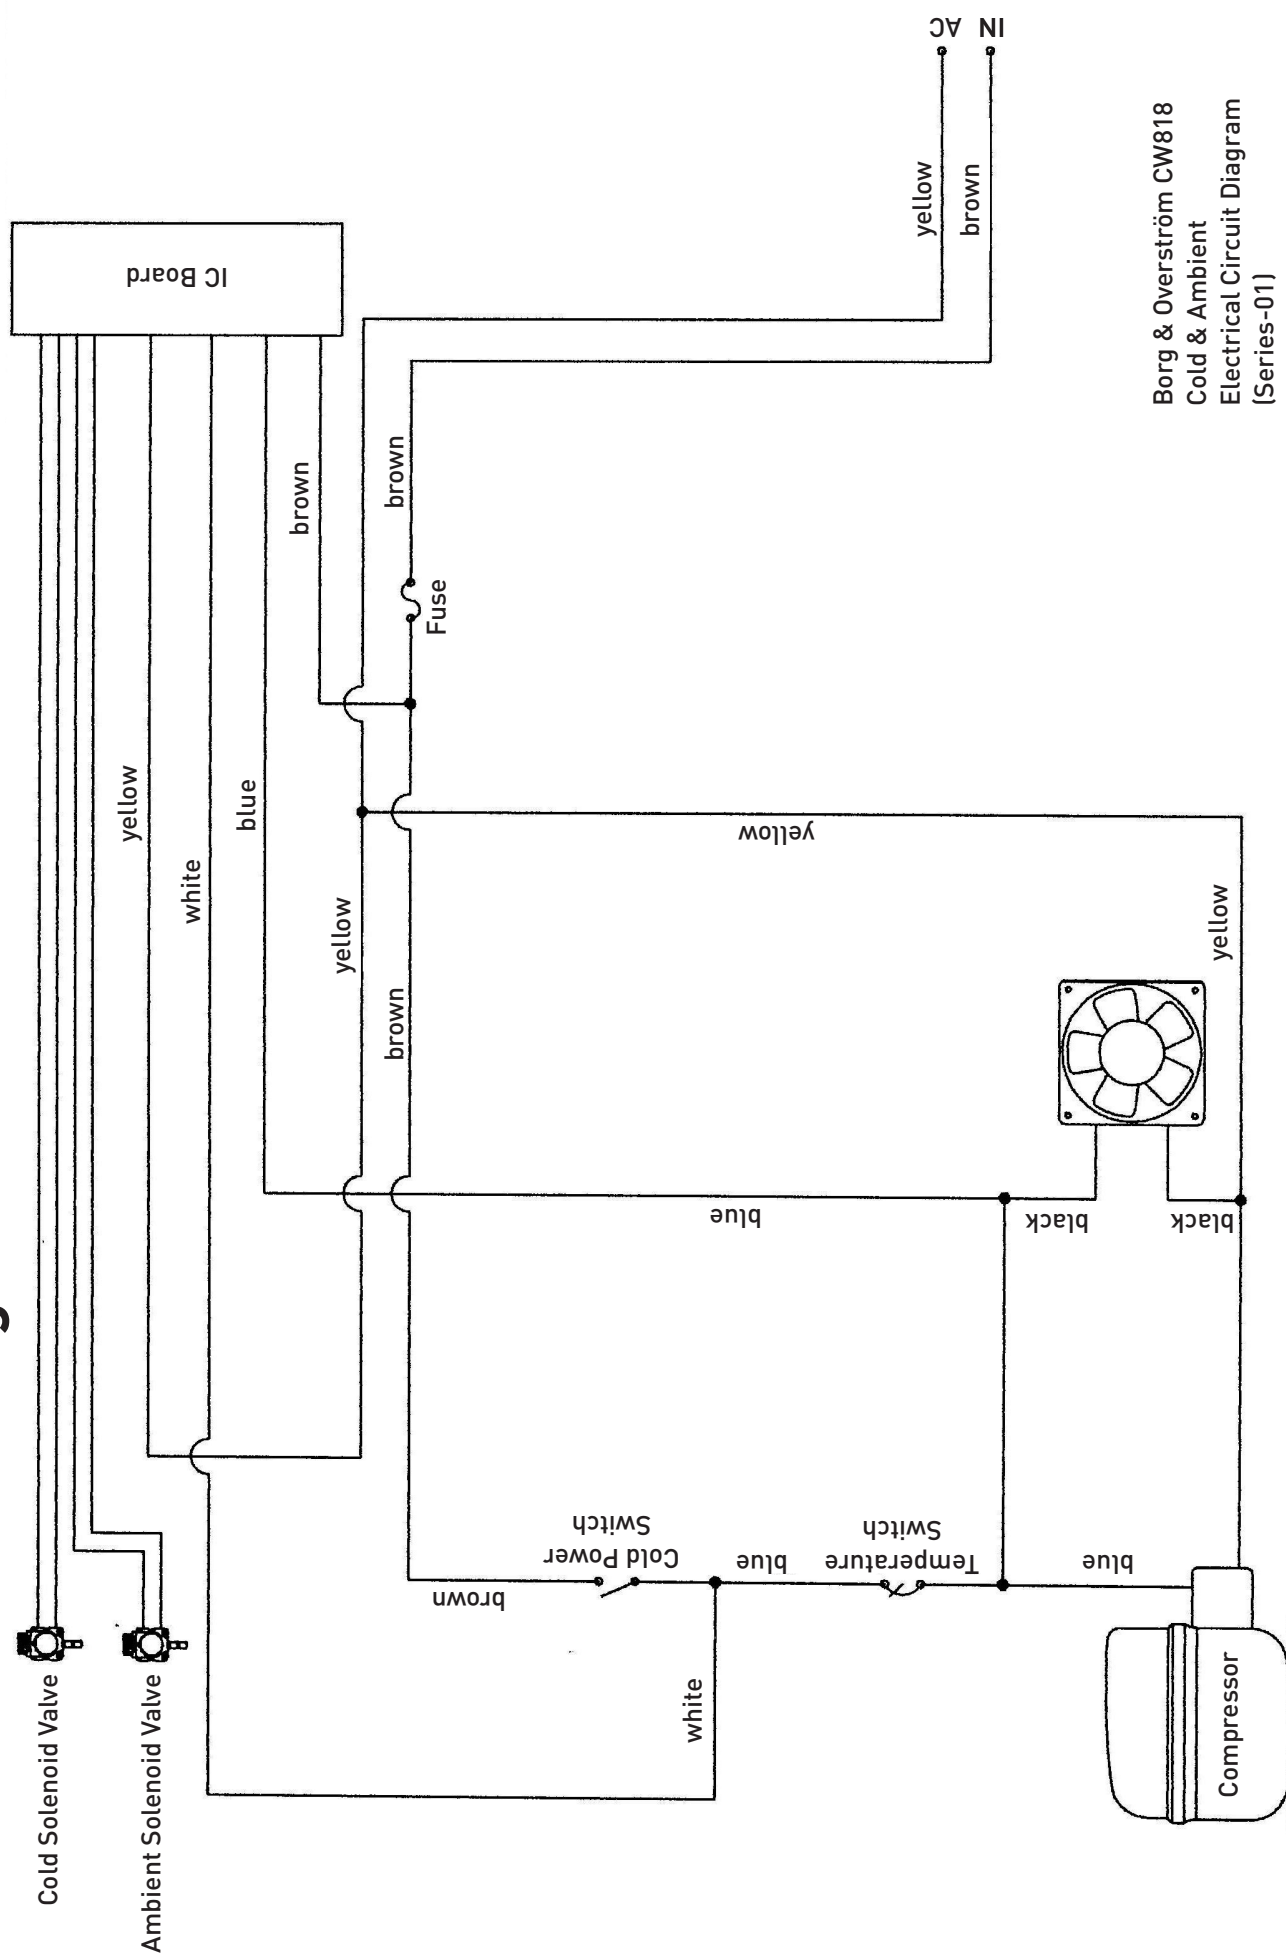 Cold Solenoid Valve
Ambient Solenoid Valve
IC Board
yellow
white
blue
brown
brown
Fuse
yellow
brown
yellow
yellow
blue
black
black
brown
Cold Power
Switch
blue
Temperature
Switch
blue
white
Compressor
AC
IN
yellow
brown
Borg & Overström CW818
Cold & Ambient
Electrical Circuit Diagram
(Series-01)